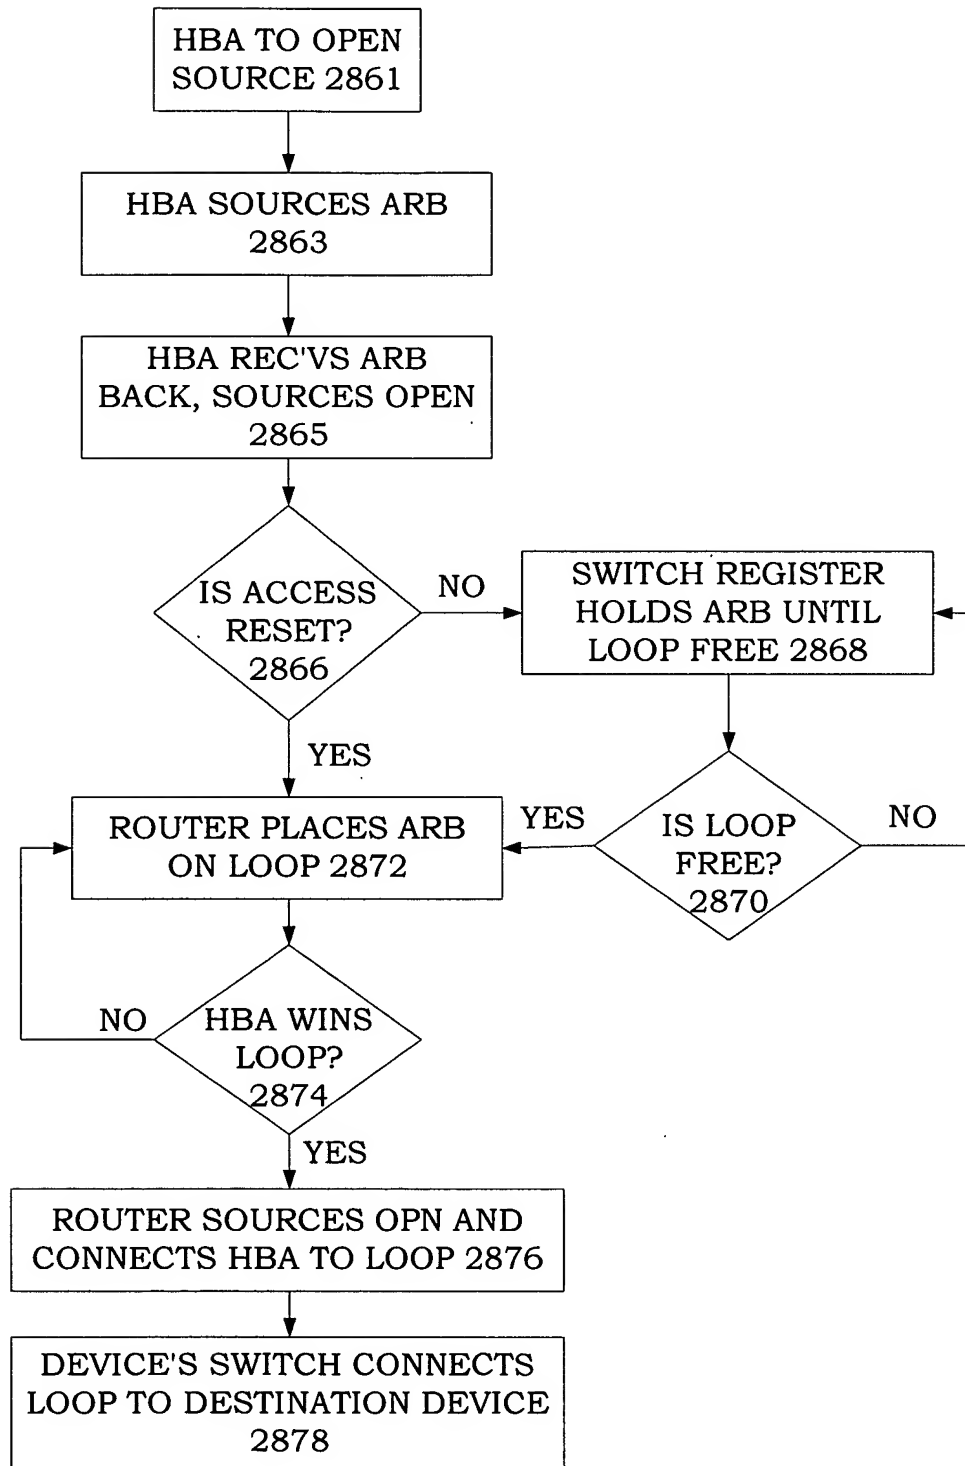 HBA TO OPEN
SOURCE 2861
HBA SOURCES ARB
2863
HBA REC'VS ARB
BACK, SOURCES OPEN
2865
IS ACCESS
RESET?
2866
NO
SWITCH REGISTER
HOLDS ARB UNTIL
LOOP FREE 2868
YES
ROUTER PLACES ARB
ON LOOP 2872
YES
IS LOOP
FREE?
2870
NO
NO
HBA WINS
LOOP?
2874
YES
ROUTER SOURCES OPN AND
CONNECTS HBA TO LOOP 2876
DEVICE'S SWITCH CONNECTS
LOOP TO DESTINATION DEVICE
2878